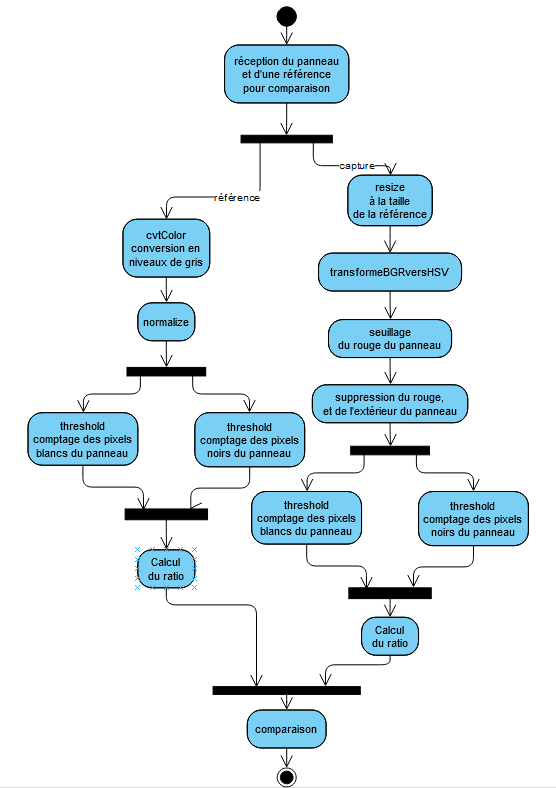 réception du panneau
et d'une référence
pour comparaison
capture
référence
resize
à la taille
de la référence
cvtColor
conversion en
niveaux de gris
transformeBGRversHSV
normalize
seuillage
du rouge du panneau
suppression du rouge,
et de l'extérieur du panneau
threshold
comptage des pixels
blancs du panneau
threshold
comptage des pixels
noirs du panneau
threshold
comptage des pixels
blancs du panneau
threshold
comptage des pixels
noirs du panneau
Calcul
du ratio
Calcul
du ratio
comparaison